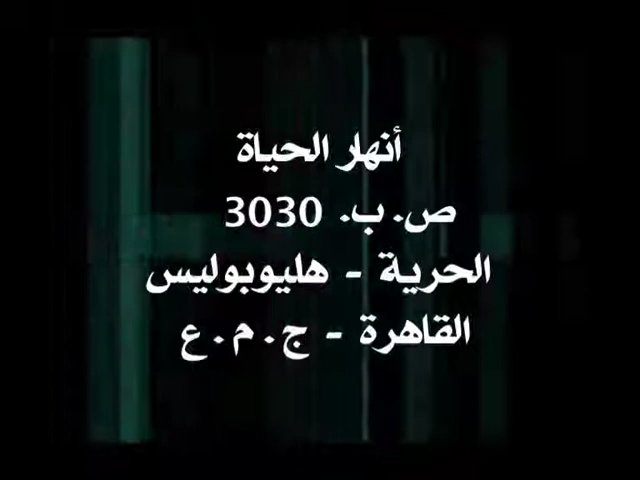 أنهار الحياة
ص. ب. 3030
الحرية - هليوبوليس
القاهرة - ج. م. ع